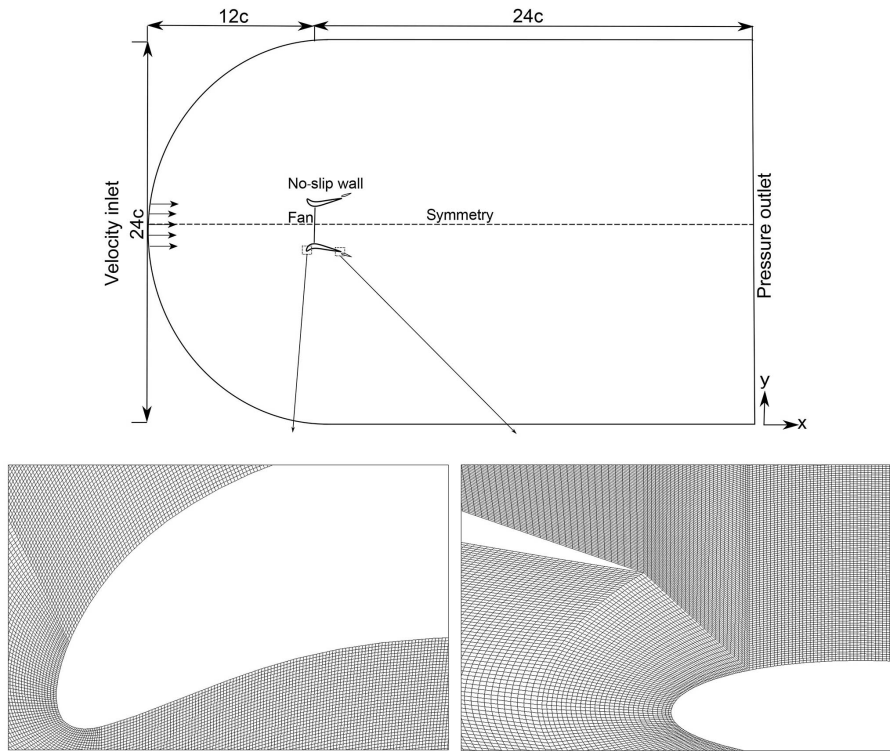 12c
24c
Velocity inlet
24c
No-slip wall
Fan
Symmetry
Pressure outlet
y
x